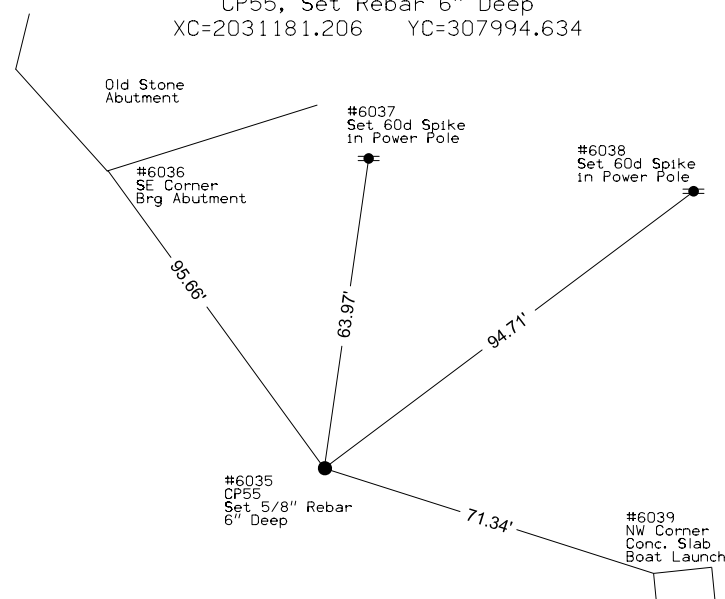 CP55, Set Rebar 6" Deep
XC=2031181.206 YC=307994.634
Old Stone
Abutment
#6037
Set 60d Spike
in Power Pole
#6038
Set 60d Spike
in Power Pole
#6036
SE Corner
Brg Abutment
95.66'
63.97'
94.71'
#6035
CP55
Set 5/8" Rebar
6" Deep
71.34'
#6039
NW Corner
Conc. Slab
Boat Launch